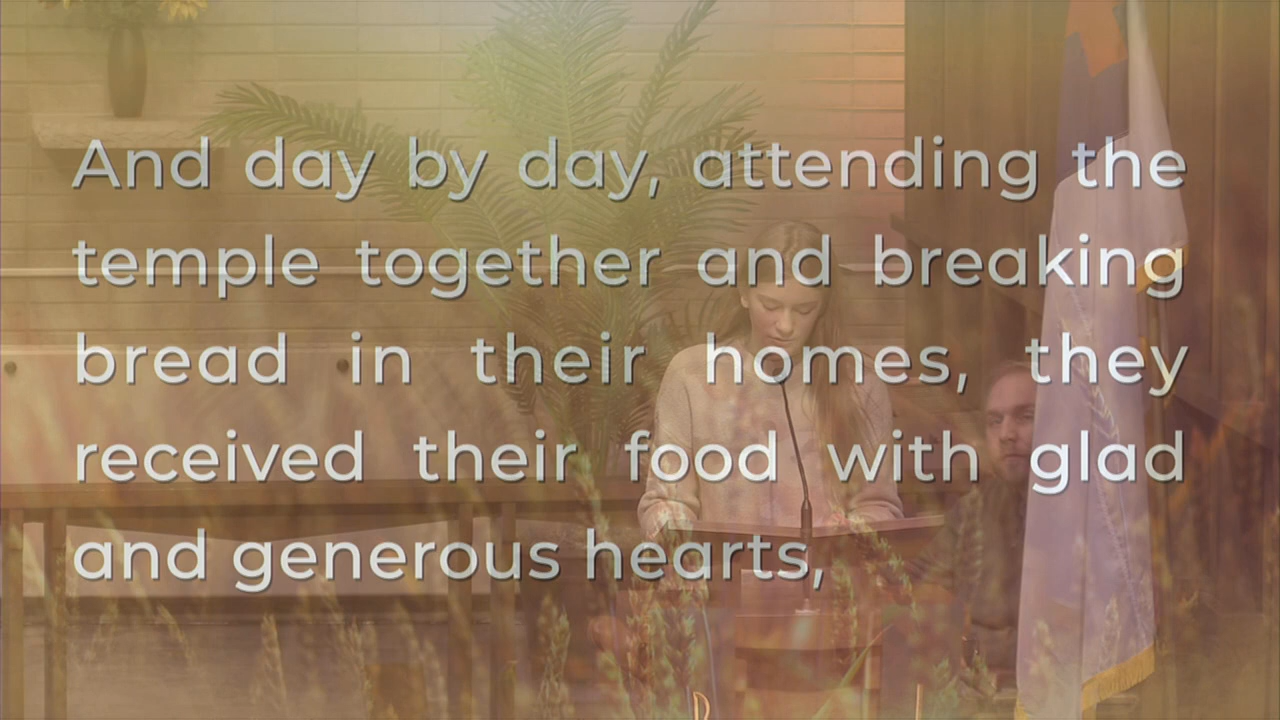 And day by day, attending the
temple together and breaking
bread in their homes, they
received their food with glad
and generous hearts,